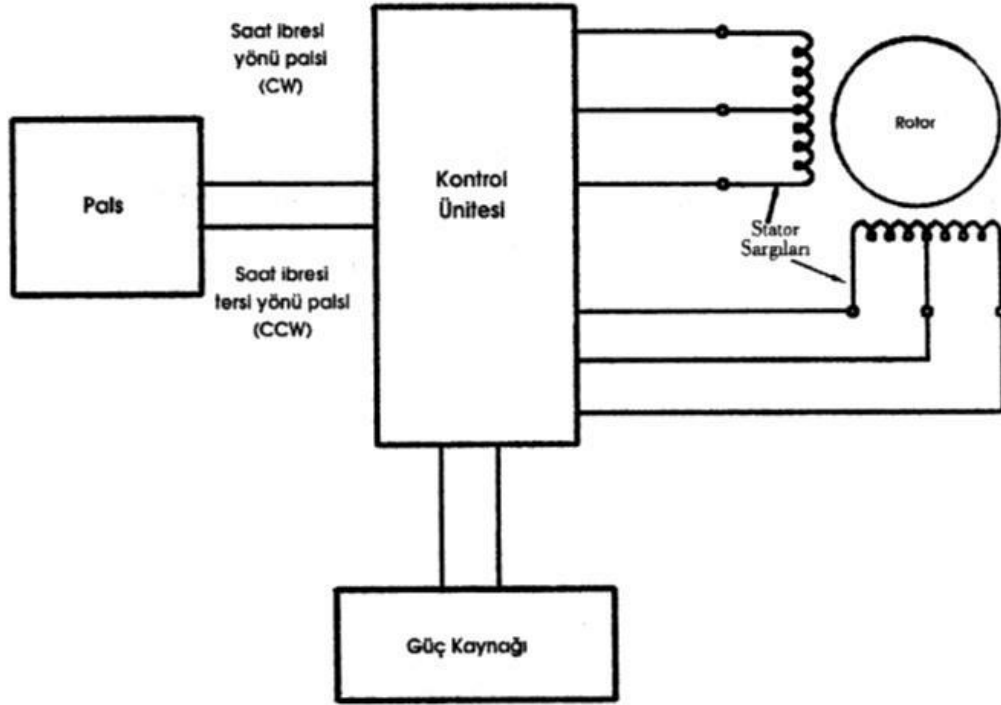 Saat ibresi
yönü palsi
(CW)
Pals
Saat ibresi
tersi yönü palsi
(CCW)
Kontrol
Ünitesi
Rotor
Stator
Sargıları
Güç Kaynağı